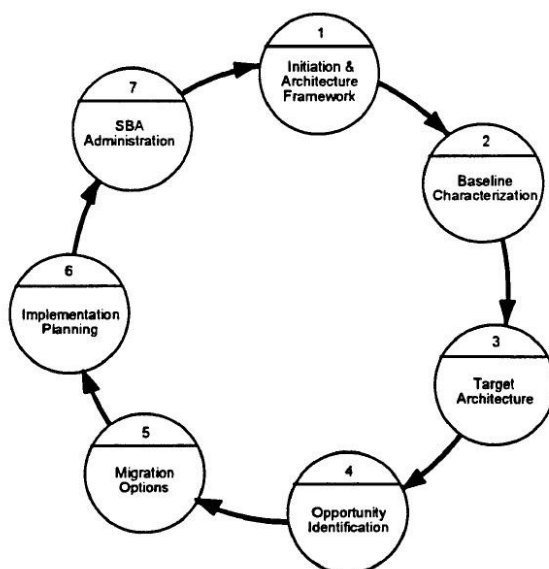 1
Initiation &
Architecture
Framework
2
Baseline
Characterization
3
Target
Architecture
4
Opportunity
Identification
5
Migration
Options
6
Implementation
Planning
7
SBA
Administration